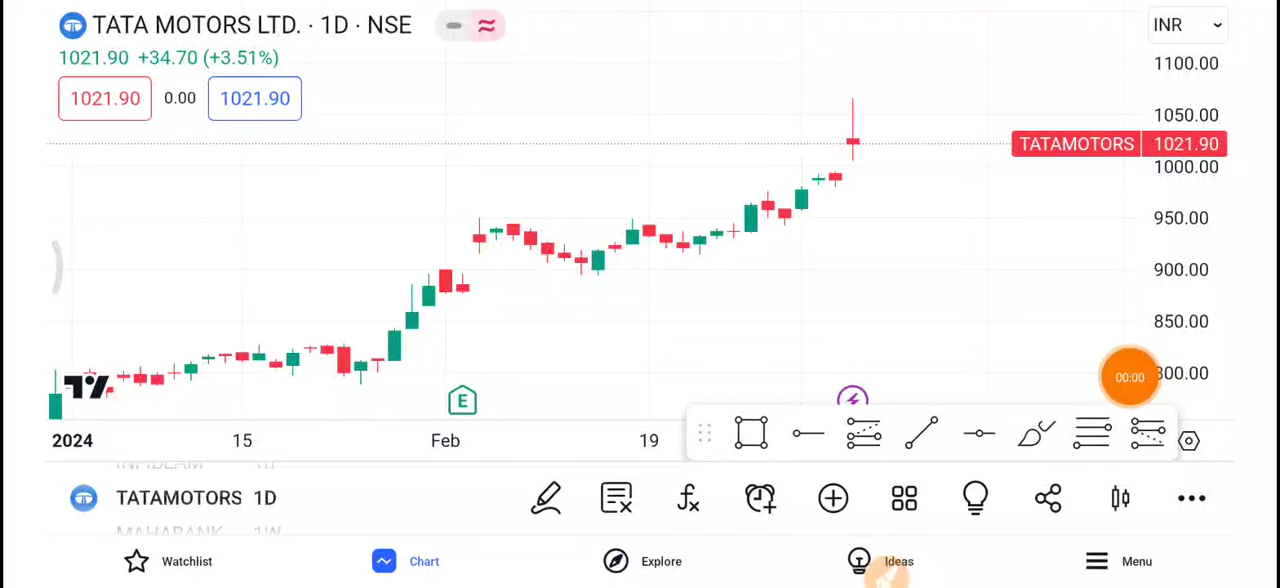 TATA MOTORS LTD. · 1D · NSE
INR
1021.90 +34.70 (+3.51%)
1021.90 0.00 1021.90
1100.00
1050.00
TATAMOTORS 1021.90
1000.00
950.00
900.00
850.00
00:00
E
2024 15 Feb 19
TATAMOTORS 1D
MAHABANK 1W
Watchlist Chart Explore Ideas Menu